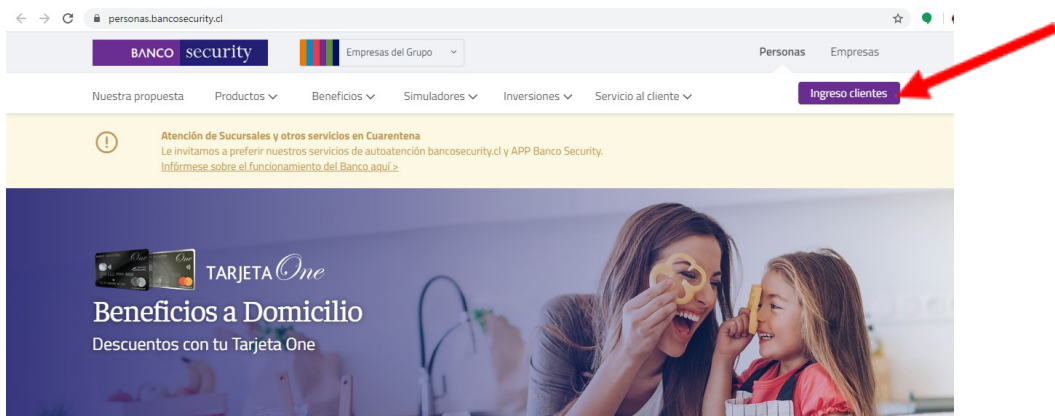 personas.bancosecurity.cl
BANCO security
Empresas del Grupo
Personas
Empresas
Nuestra propuesta
Productos
Beneficios
Simuladores
Inversiones
Servicio al cliente
Ingreso clientes
Atención de Sucursales y otros servicios en Cuarentena
Le invitamos a preferir nuestros servicios de autoatención bancosecurity.cl y APP Banco Security.
Infórmese sobre el funcionamiento del Banco aquí >
One
One
TARJETA One
Beneficios a Domicilio
Descuentos con tu Tarjeta One